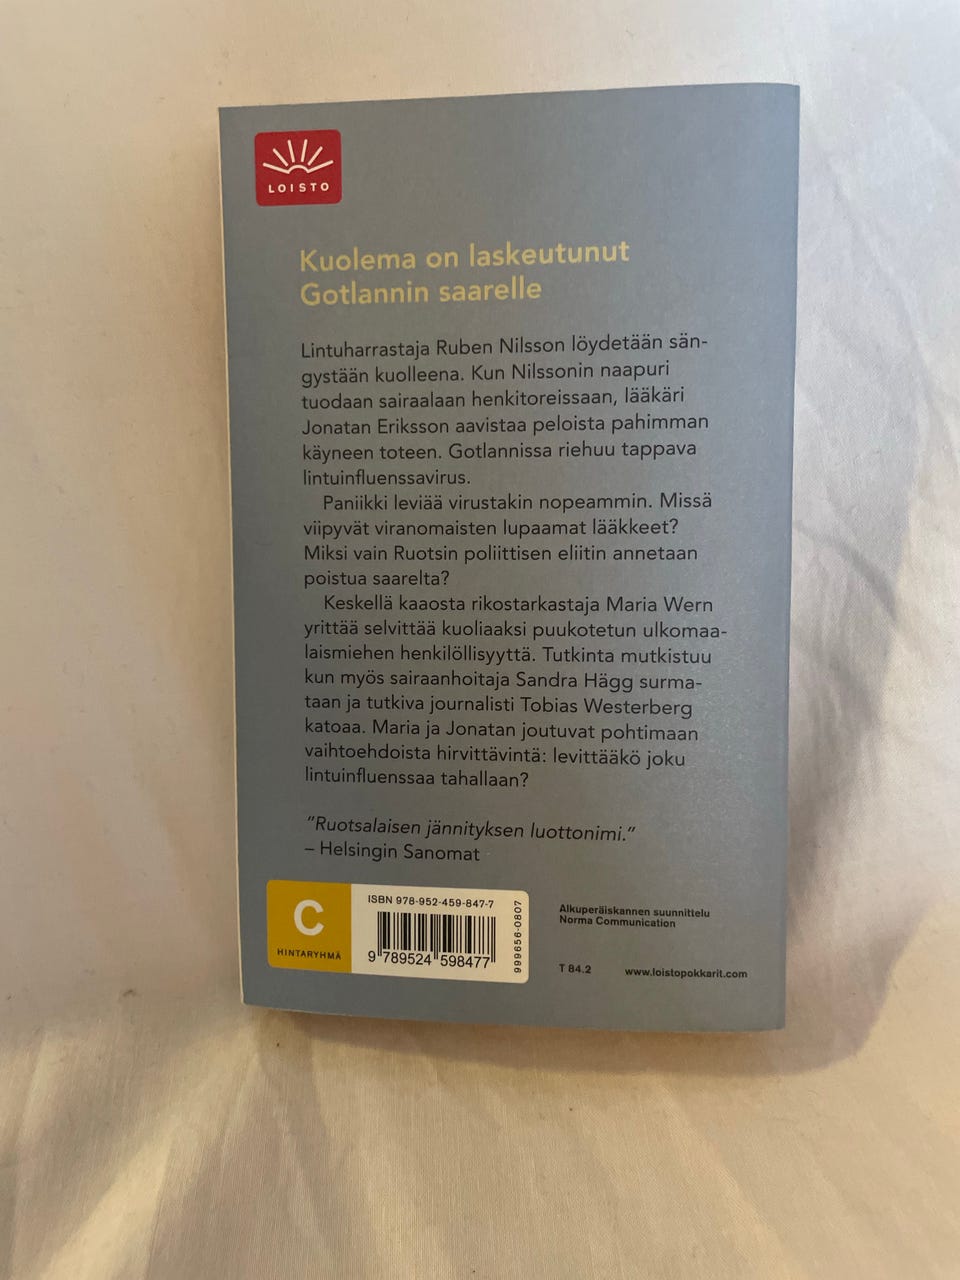 LOISTO
Kuolema on laskeutunut
Gotlannin saarelle
Lintuharrastaja Ruben Nilsson löydetään sän-
gystään kuolleena. Kun Nilssonin naapuri
tuodaan sairaalaan henkitoreissaan, lääkäri
Jonatan Eriksson aavistaa peloista pahimman
käyneen toteen. Gotlannissa riehuu tappava
lintuinfluenssavirus.
Paniikki leviää virustakin nopeammin. Missä
viipyvät viranomaisten lupaamat lääkkeet?
Miksi vain Ruotsin poliittisen eliitin annetaan
poistua saarelta?
Keskellä kaaosta rikostarkastaja Maria Wern
yrittää selvittää kuoliaaksi puukotetun ulkomaa-
laismiehen henkilöllisyyttä. Tutkinta mutkistuu
kun myös sairaanhoitaja Sandra Hägg surma-
taan ja tutkiva journalisti Tobias Westerberg
katoaa. Maria ja Jonatan joutuvat pohtimaan
vaihtoehdoista hirvittävintä: levittääkö joku
lintuinfluenssaa tahallaan?
"Ruotsalaisen jännityksen luottonimi."
– Helsingin Sanomat
C
HINTARYHMÄ
ISBN 978-952-459-847-7
9 789524 598477
999656-0807
Alkuperäiskannen suunnittelu
Norma Communication
T 84.2 www.loistopokkarit.com